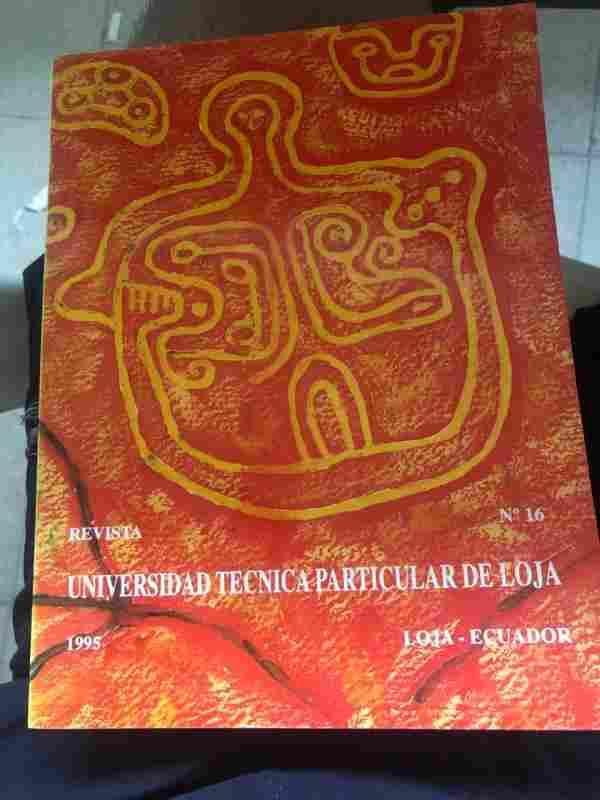 Nº 16
REVISTA
UNIVERSIDAD TECNICA PARTICULAR DE LOJA
1995
LOJA - ECUADOR